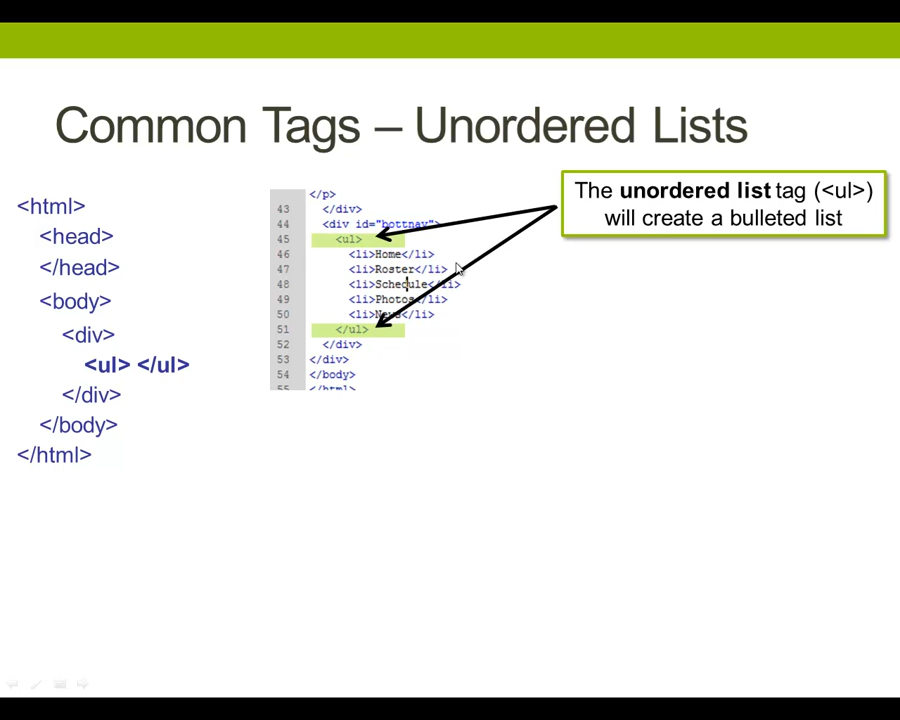 Common Tags – Unordered Lists
<html>
<head>
</head>
<body>
<div>
<ul> </ul>
</div>
</body>
</html>
</p>
43 </div>
44 <div id="bottnav">
45 <ul>
46 <li>Home</li>
47 <li>Roster</li>
48 <li>Schedule</li>
49 <li>Photos</li>
50 <li>News</li>
51 </ul>
52 </div>
53 </div>
54 </body>
55 </html>
The unordered list tag (<ul>)
will create a bulleted list